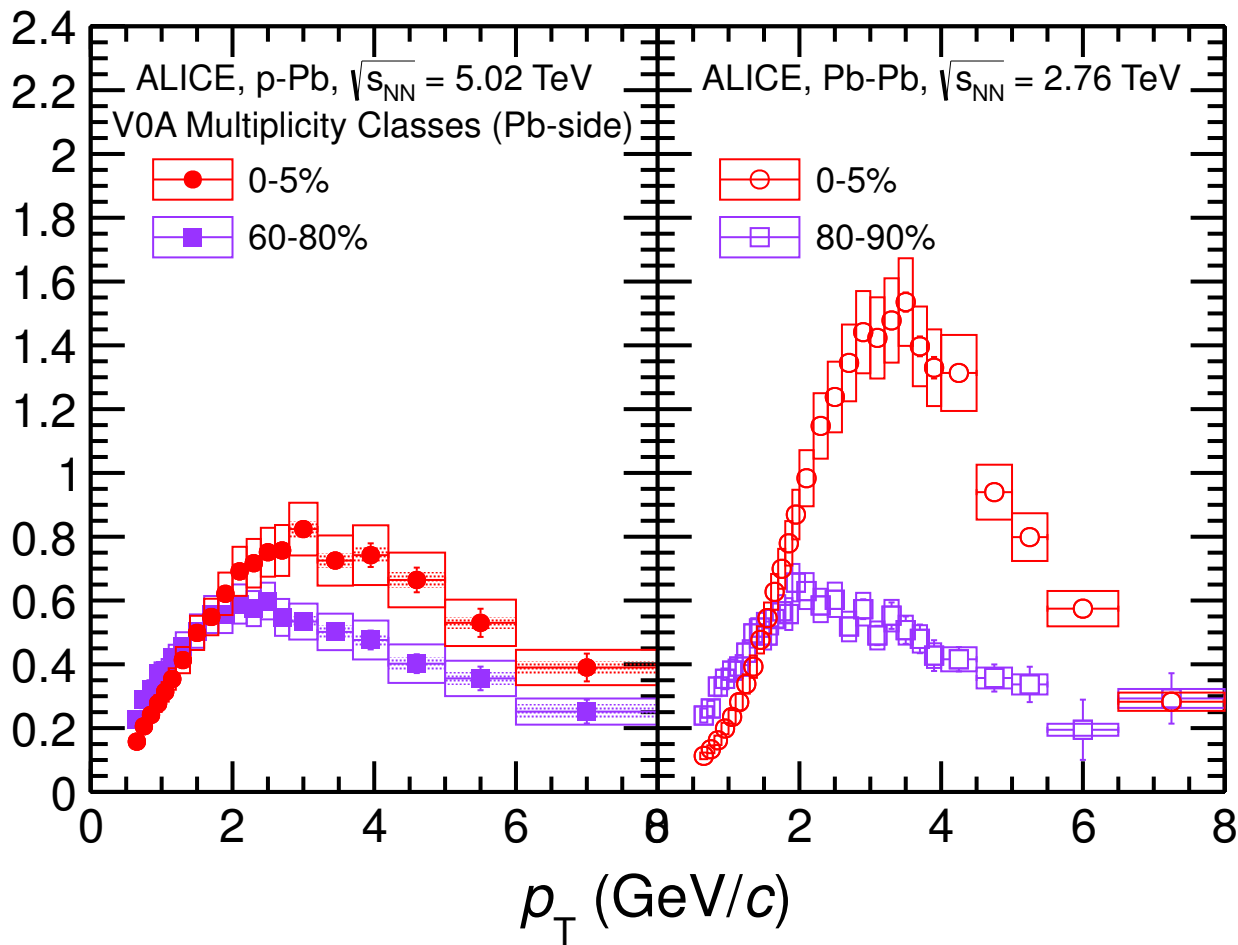 ALICE, p-Pb, √sNN = 5.02 TeV
V0A Multiplicity Classes (Pb-side)
0-5%
60-80%
ALICE, Pb-Pb, √sNN = 2.76 TeV
0-5%
80-90%
2.4
2.2
2
1.8
1.6
1.4
1.2
1
0.8
0.6
0.4
0.2
0
0 2 4 6 8
0 2 4 6 8
pT (GeV/c)